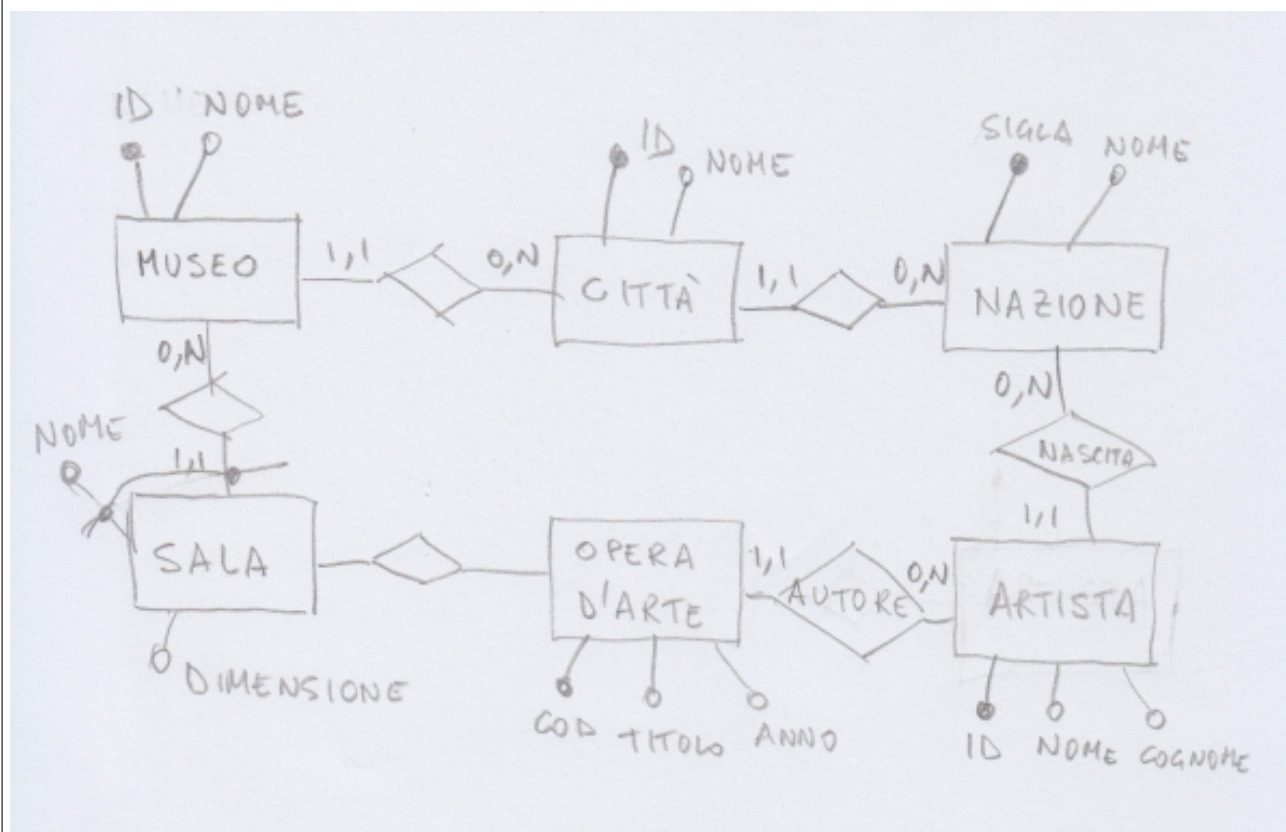 ID NOME
ID NOME
SIGLA NOME
MUSEO 1,1 0,N CITTÀ 1,1 0,N NAZIONE
0,N
0,N
NOME
NASCITA
1,1
1,1
SALA
OPERA
D'ARTE
1,1 AUTORE 0,N
ARTISTA
DIMENSIONE
COD TITOLO ANNO
ID NOME COGNOME